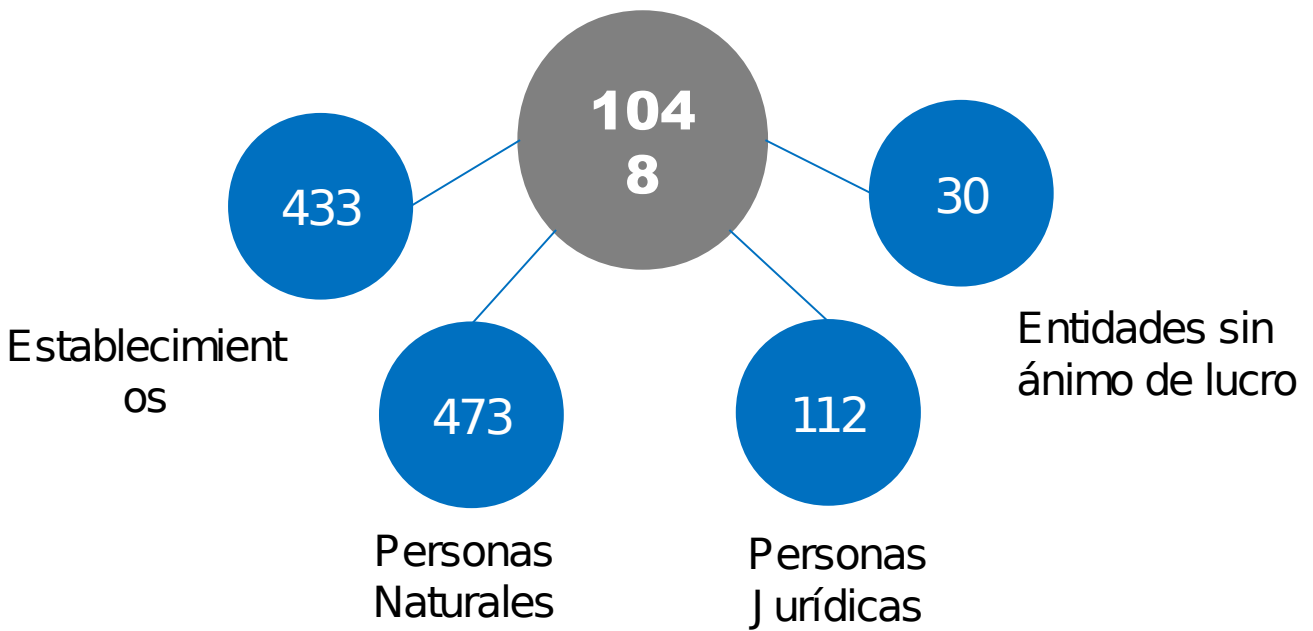 104
8
433
Establecimient
os
473
Personas
Naturales
112
Personas
Jurídicas
30
Entidades sin
ánimo de lucro